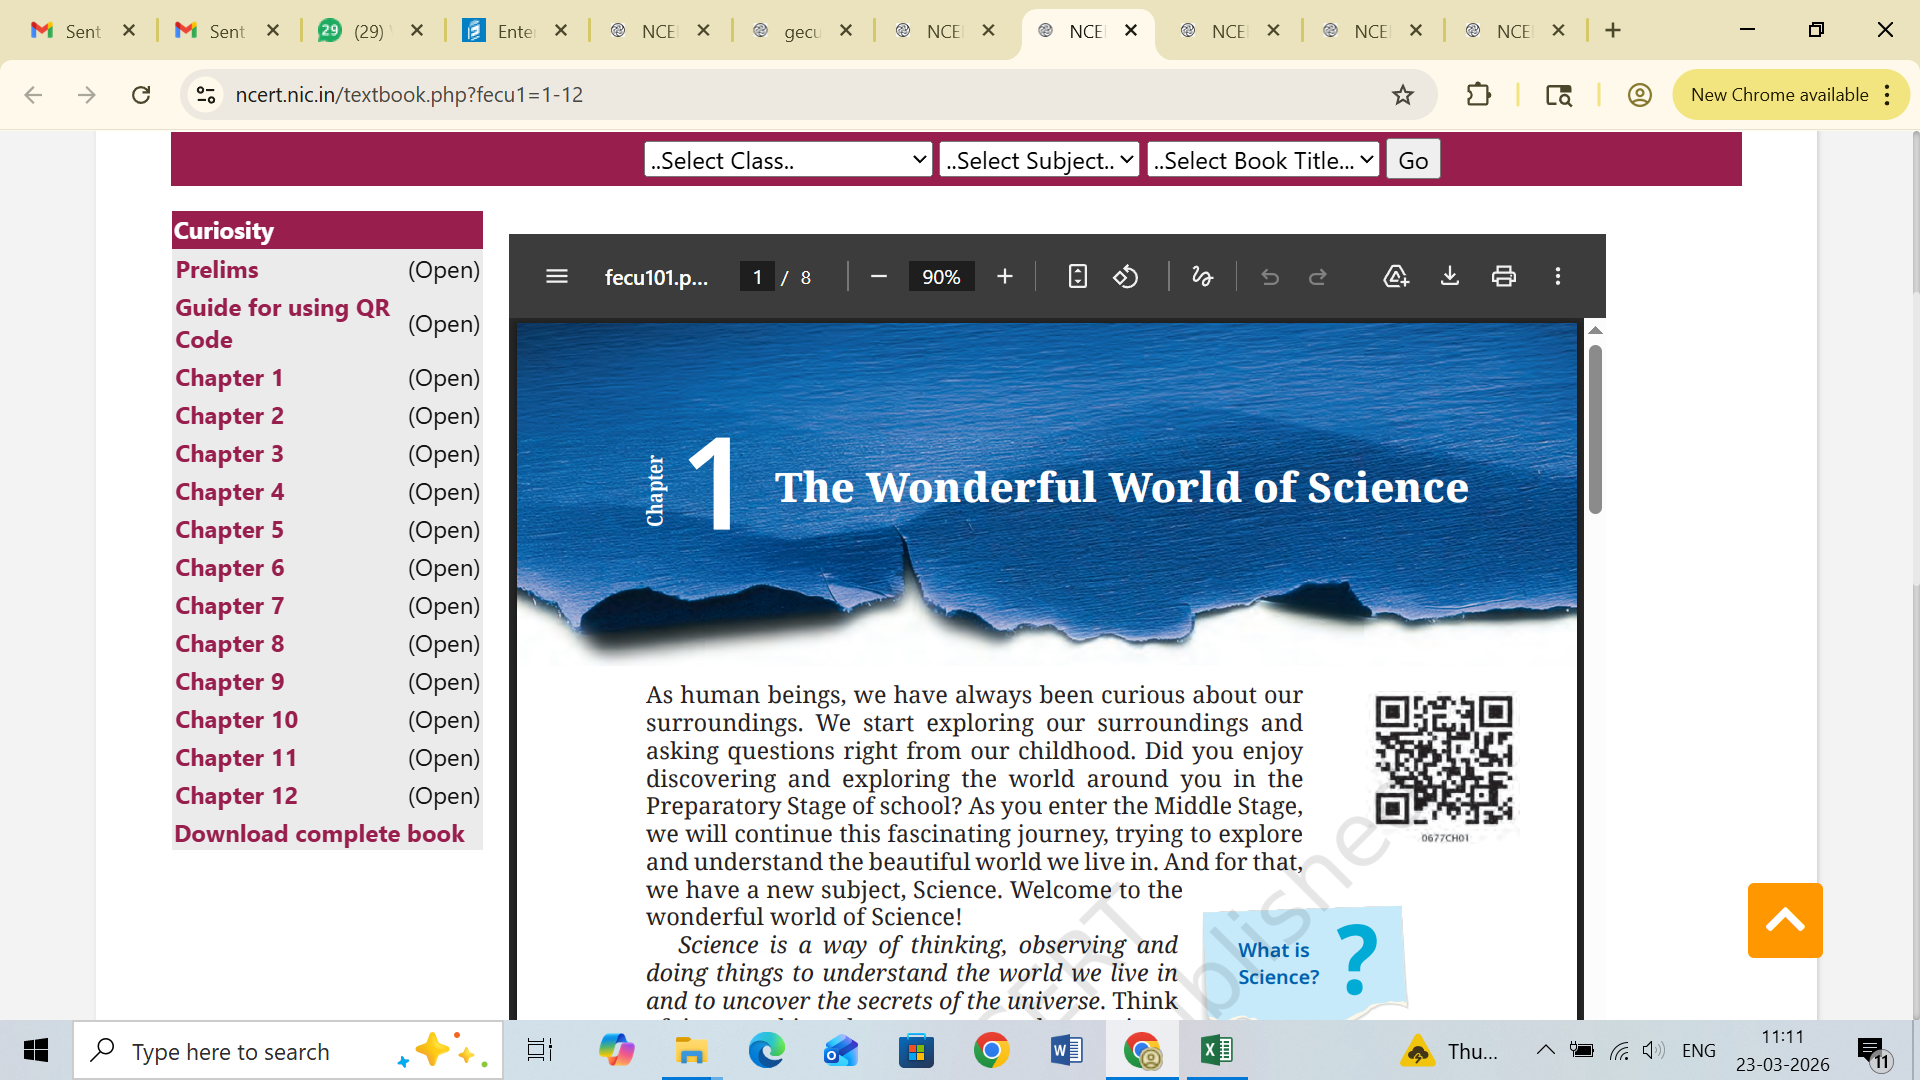 Sent
Sent
29
(29)
Ente
NCE
gecu
NCE
NCE
NCE
NCE
NCE
ncert.nic.in/textbook.php?fecu1=1-12
New Chrome available
..Select Class..
..Select Subject..
..Select Book Title...
Go
Curiosity
Prelims (Open)
Guide for using QR Code (Open)
Chapter 1 (Open)
Chapter 2 (Open)
Chapter 3 (Open)
Chapter 4 (Open)
Chapter 5 (Open)
Chapter 6 (Open)
Chapter 7 (Open)
Chapter 8 (Open)
Chapter 9 (Open)
Chapter 10 (Open)
Chapter 11 (Open)
Chapter 12 (Open)
Download complete book
fecu101.p...
1 / 8
90%
Chapter 1
The Wonderful World of Science
As human beings, we have always been curious about our
surroundings. We start exploring our surroundings and
asking questions right from our childhood. Did you enjoy
discovering and exploring the world around you in the
Preparatory Stage of school? As you enter the Middle Stage,
we will continue this fascinating journey, trying to explore
and understand the beautiful world we live in. And for that,
we have a new subject, Science. Welcome to the
wonderful world of Science!
Science is a way of thinking, observing and
doing things to understand the world we live in
and to uncover the secrets of the universe. Think
0677CH01
What is
Science?
?
Type here to search
Thu...
ENG
11:11
23-03-2026
11